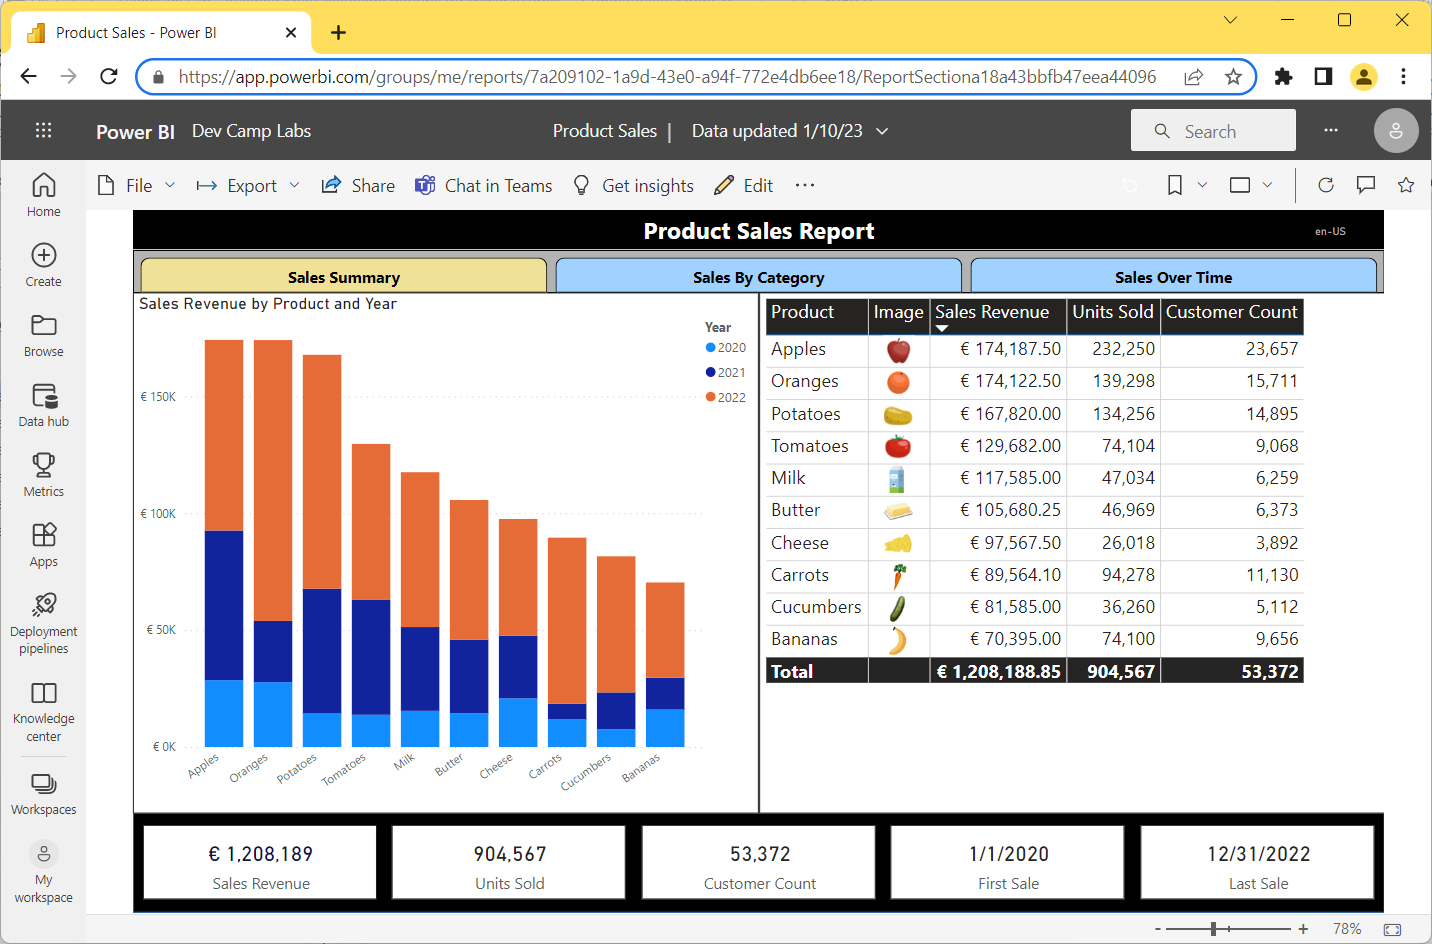 Product Sales - Power BI
https://app.powerbi.com/groups/me/reports/7a209102-1a9d-43e0-a94f-772e4db6ee18/ReportSectiona18a43bbfb47eea44096
Power BI Dev Camp Labs
Product Sales | Data updated 1/10/23
Search
File
Export
Share
Chat in Teams
Get insights
Edit
Home
Create
Browse
Data hub
Metrics
Apps
Deployment
pipelines
Knowledge
center
Workspaces
My
workspace
Product Sales Report
en-US
Sales Summary
Sales By Category
Sales Over Time
Sales Revenue by Product and Year
Year
2020
2021
2022
€ 150K
€ 100K
€ 50K
€ 0K
Apples
Oranges
Potatoes
Tomatoes
Milk
Butter
Cheese
Carrots
Cucumbers
Bananas
Product Image Sales Revenue Units Sold Customer Count
Apples € 174,187.50 232,250 23,657
Oranges € 174,122.50 139,298 15,711
Potatoes € 167,820.00 134,256 14,895
Tomatoes € 129,682.00 74,104 9,068
Milk € 117,585.00 47,034 6,259
Butter € 105,680.25 46,969 6,373
Cheese € 97,567.50 26,018 3,892
Carrots € 89,564.10 94,278 11,130
Cucumbers € 81,585.00 36,260 5,112
Bananas € 70,395.00 74,100 9,656
Total € 1,208,188.85 904,567 53,372
€ 1,208,189
Sales Revenue
904,567
Units Sold
53,372
Customer Count
1/1/2020
First Sale
12/31/2022
Last Sale
- + 78%